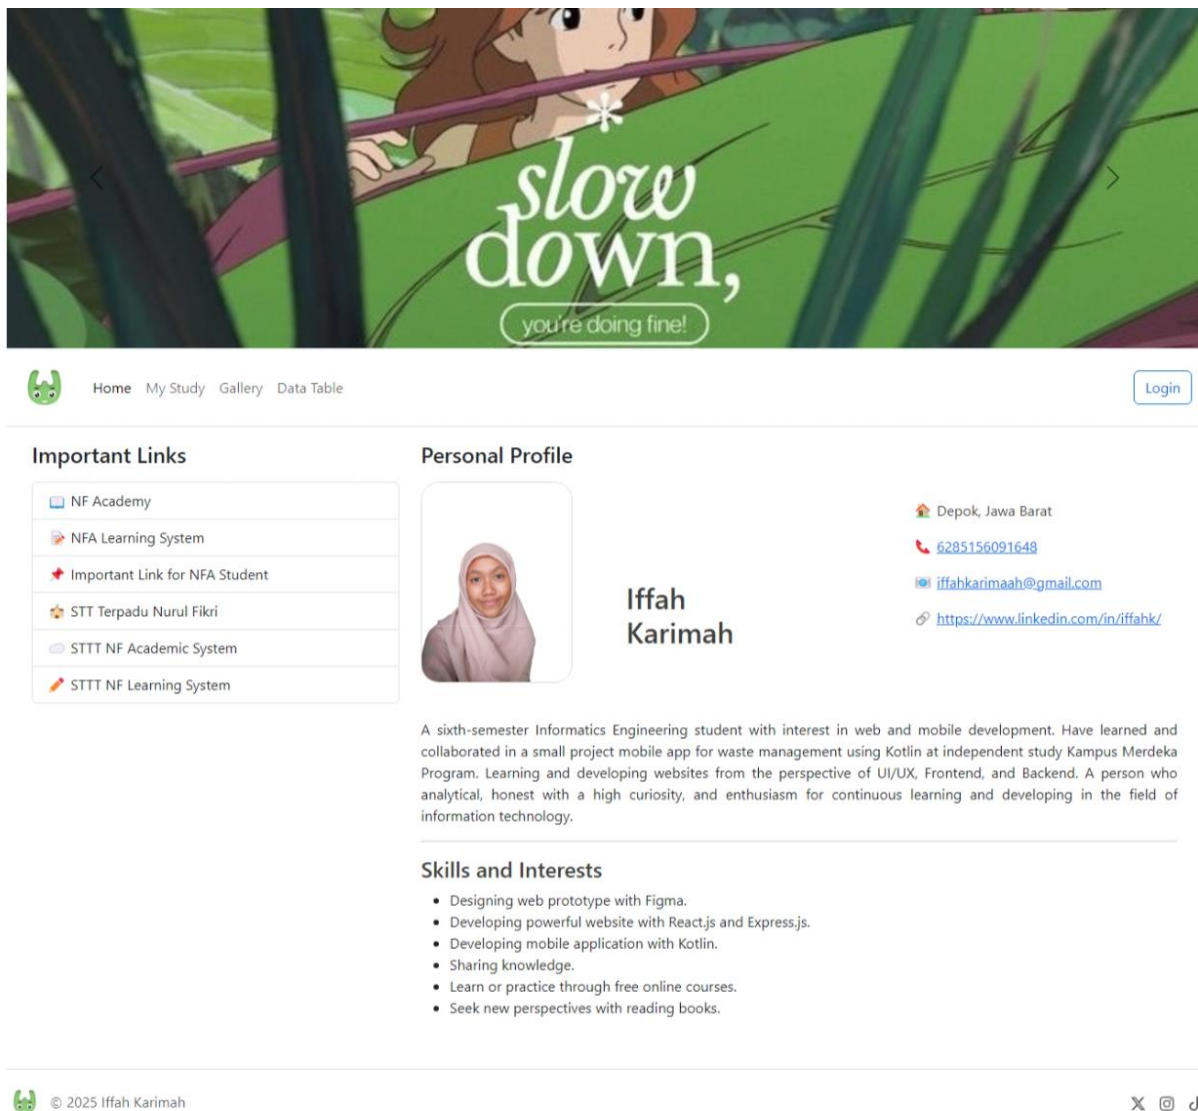 slow
down,
you're doing fine!
Home My Study Gallery Data Table
Login
Important Links
NF Academy
NFA Learning System
Important Link for NFA Student
STT Terpadu Nurul Fikri
STTT NF Academic System
STTT NF Learning System
Personal Profile
Iffah
Karimah
Depok, Jawa Barat
6285156091648
iffahkarimaah@gmail.com
https://www.linkedin.com/in/iffahk/
A sixth-semester Informatics Engineering student with interest in web and mobile development. Have learned and
collaborated in a small project mobile app for waste management using Kotlin at independent study Kampus Merdeka
Program. Learning and developing websites from the perspective of UI/UX, Frontend, and Backend. A person who
analytical, honest with a high curiosity, and enthusiasm for continuous learning and developing in the field of
information technology.
Skills and Interests
Designing web prototype with Figma.
Developing powerful website with React.js and Express.js.
Developing mobile application with Kotlin.
Sharing knowledge.
Learn or practice through free online courses.
Seek new perspectives with reading books.
© 2025 Iffah Karimah